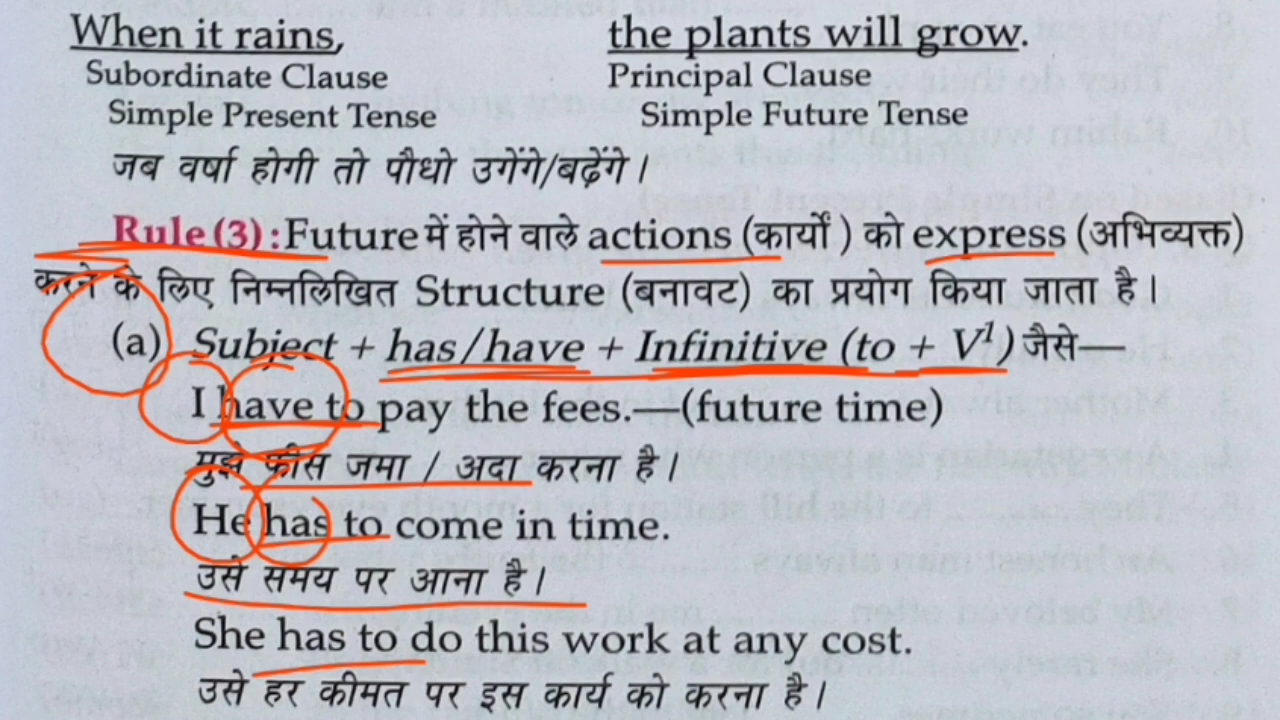 When it rains, the plants will grow.
Subordinate Clause Principal Clause
Simple Present Tense Simple Future Tense
जब वर्षा होगी तो पौधो उगेंगे/बढ़ेंगे।
Rule (3) : Future में होने वाले actions (कार्यों ) को express (अभिव्यक्त)
करने के लिए निम्नलिखित Structure (बनावट) का प्रयोग किया जाता है।
(a) Subject + has/have + Infinitive (to + V¹) जैसे—
I have to pay the fees.—(future time)
मुझे फ़ीस जमा / अदा करना है।
He has to come in time.
उसे समय पर आना है।
She has to do this work at any cost.
उसे हर कीमत पर इस कार्य को करना है।